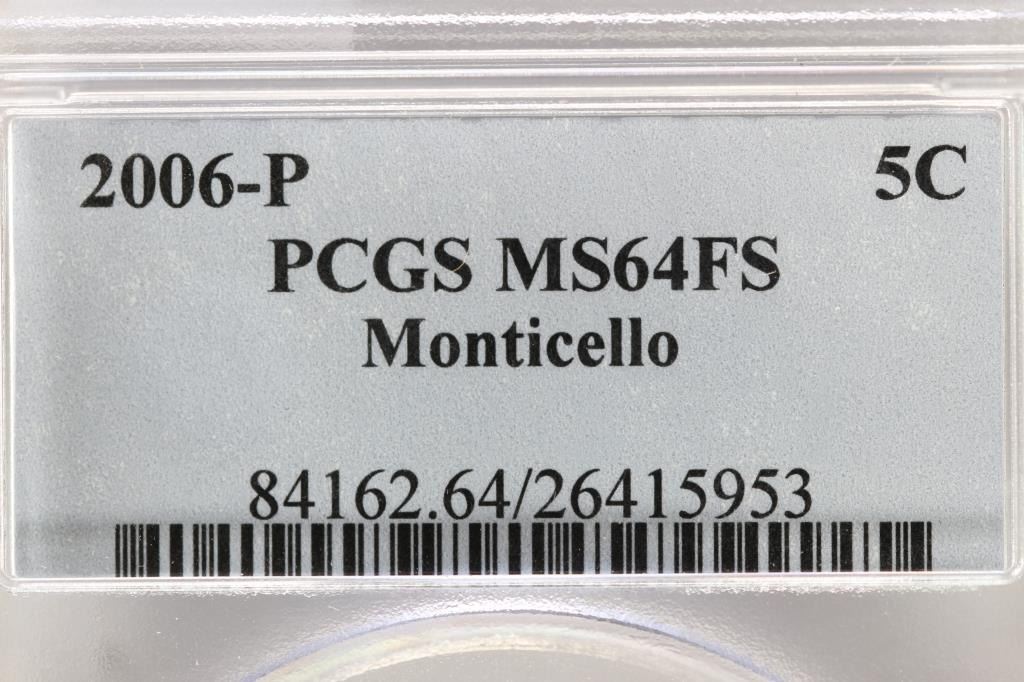 2006-P 5C
PCGS MS64FS
Monticello
84162.64/26415953